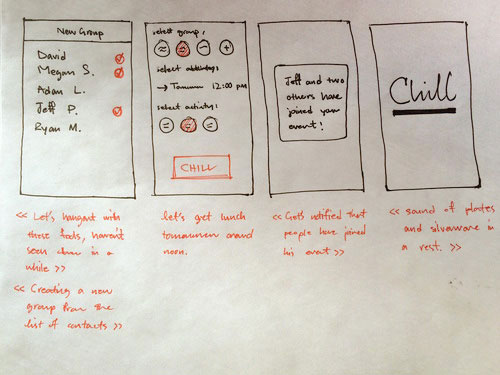 New Group
David
Megan S.
Adam L.
Jeff P.
Ryan M.
select group:
select
→ 12:00 pm
select activity:
CHILL
Jeff and two
others have
joined your
event!
Chill
<< Let's hangout with
these fools, haven't
seen them in a
while >>
<< Creating a new
group from the
list of contacts >>
let's get lunch
tomorrow around
noon.
<< Gets notified that
people have joined
his event >>
<< sound of plates
and silverware in
a rest. >>